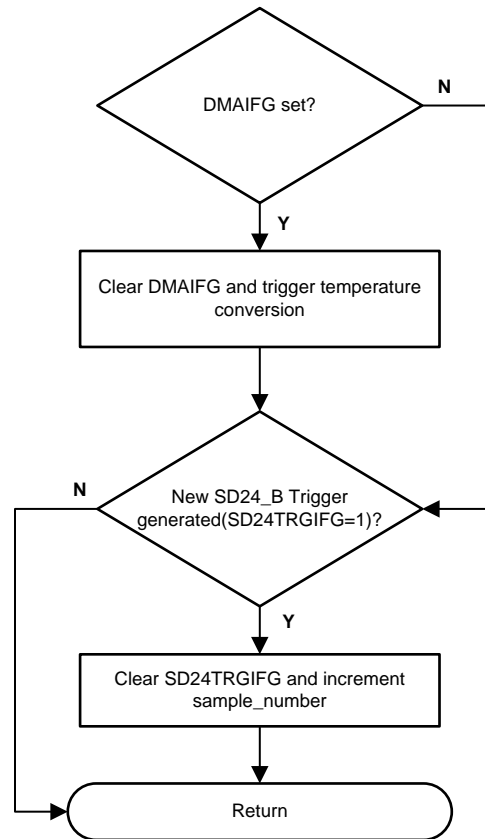 DMAIFG set?
N
Y
Clear DMAIFG and trigger temperature
conversion
N
New SD24_B Trigger
generated(SD24TRGIFG=1)?
Y
Clear SD24TRGIFG and increment
sample_number
Return